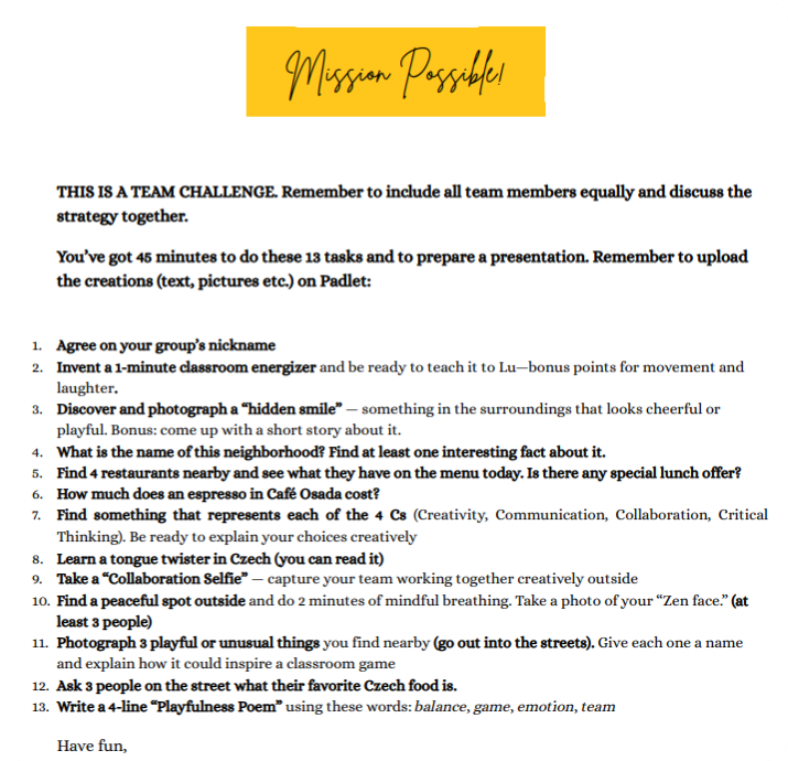 Mission Possible!
THIS IS A TEAM CHALLENGE. Remember to include all team members equally and discuss the
strategy together.
You've got 45 minutes to do these 13 tasks and to prepare a presentation. Remember to upload
the creations (text, pictures etc.) on Padlet:
1. Agree on your group's nickname
2. Invent a 1-minute classroom energizer and be ready to teach it to Lu—bonus points for movement and
laughter.
3. Discover and photograph a "hidden smile" — something in the surroundings that looks cheerful or
playful. Bonus: come up with a short story about it.
4. What is the name of this neighborhood? Find at least one interesting fact about it.
5. Find 4 restaurants nearby and see what they have on the menu today. Is there any special lunch offer?
6. How much does an espresso in Café Osada cost?
7. Find something that represents each of the 4 Cs (Creativity, Communication, Collaboration, Critical
Thinking). Be ready to explain your choices creatively
8. Learn a tongue twister in Czech (you can read it)
9. Take a "Collaboration Selfie" — capture your team working together creatively outside
10. Find a peaceful spot outside and do 2 minutes of mindful breathing. Take a photo of your "Zen face." (at
least 3 people)
11. Photograph 3 playful or unusual things you find nearby (go out into the streets). Give each one a name
and explain how it could inspire a classroom game
12. Ask 3 people on the street what their favorite Czech food is.
13. Write a 4-line "Playfulness Poem" using these words: balance, game, emotion, team
Have fun,